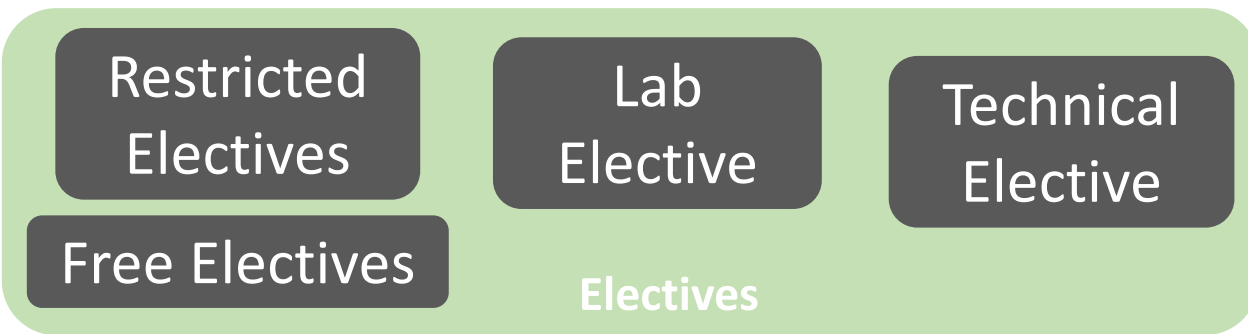 Restricted
Electives
Lab
Elective
Technical
Elective
Free Electives
Electives